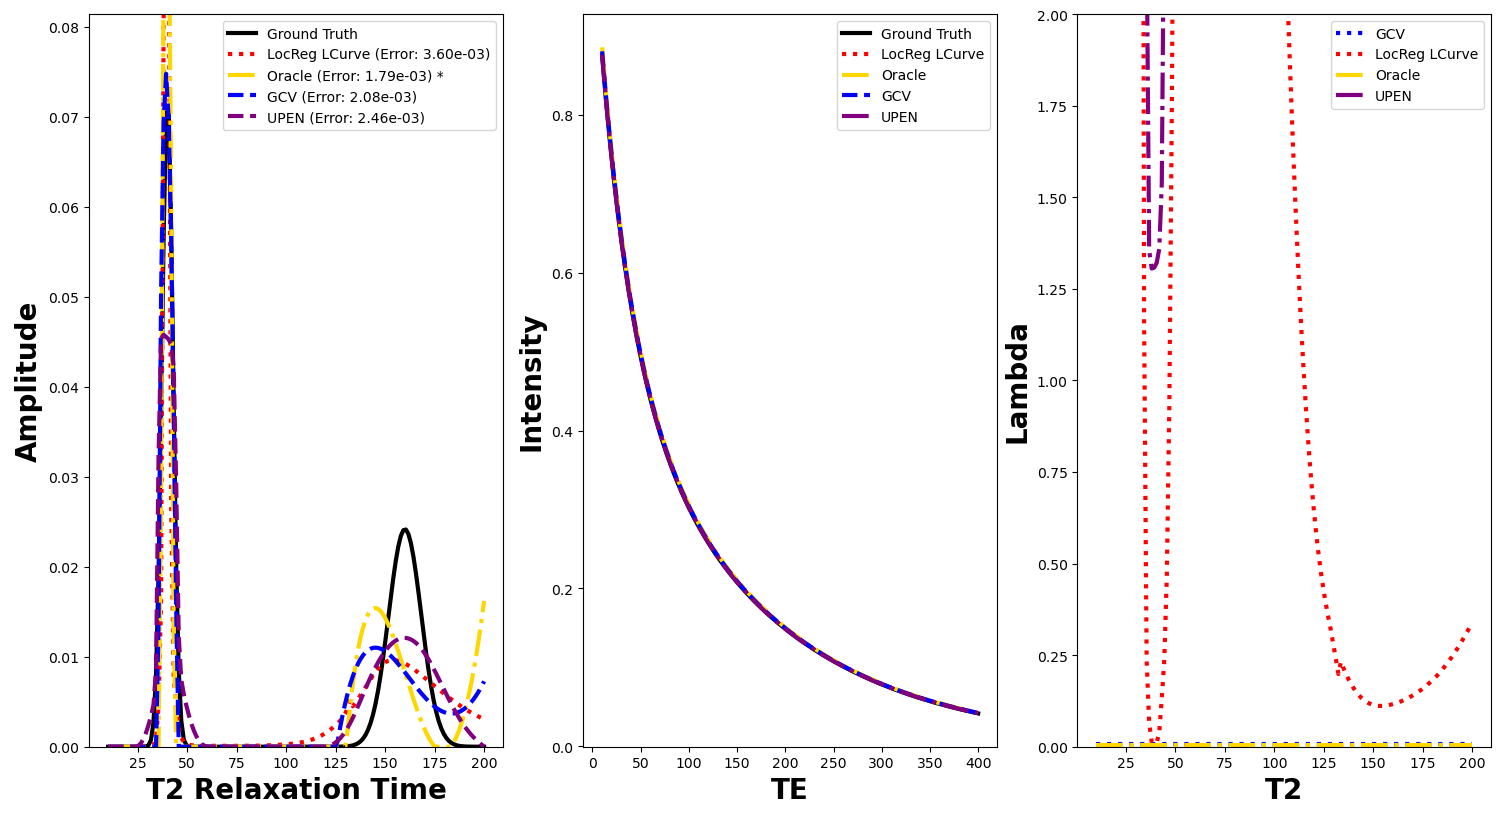 0.08
0.07
0.06
0.05
0.04
0.03
0.02
0.01
0.00
Amplitude
25
50
75
100
125
150
175
200
T2 Relaxation Time
Ground Truth
LocReg LCurve (Error: 3.60e-03)
Oracle (Error: 1.79e-03) *
GCV (Error: 2.08e-03)
UPEN (Error: 2.46e-03)
0.8
0.6
0.4
0.2
0.0
Intensity
0
50
100
150
200
250
300
350
400
TE
Ground Truth
LocReg LCurve
Oracle
GCV
UPEN
2.00
1.75
1.50
1.25
1.00
0.75
0.50
0.25
0.00
Lambda
25
50
75
100
125
150
175
200
T2
GCV
LocReg LCurve
Oracle
UPEN